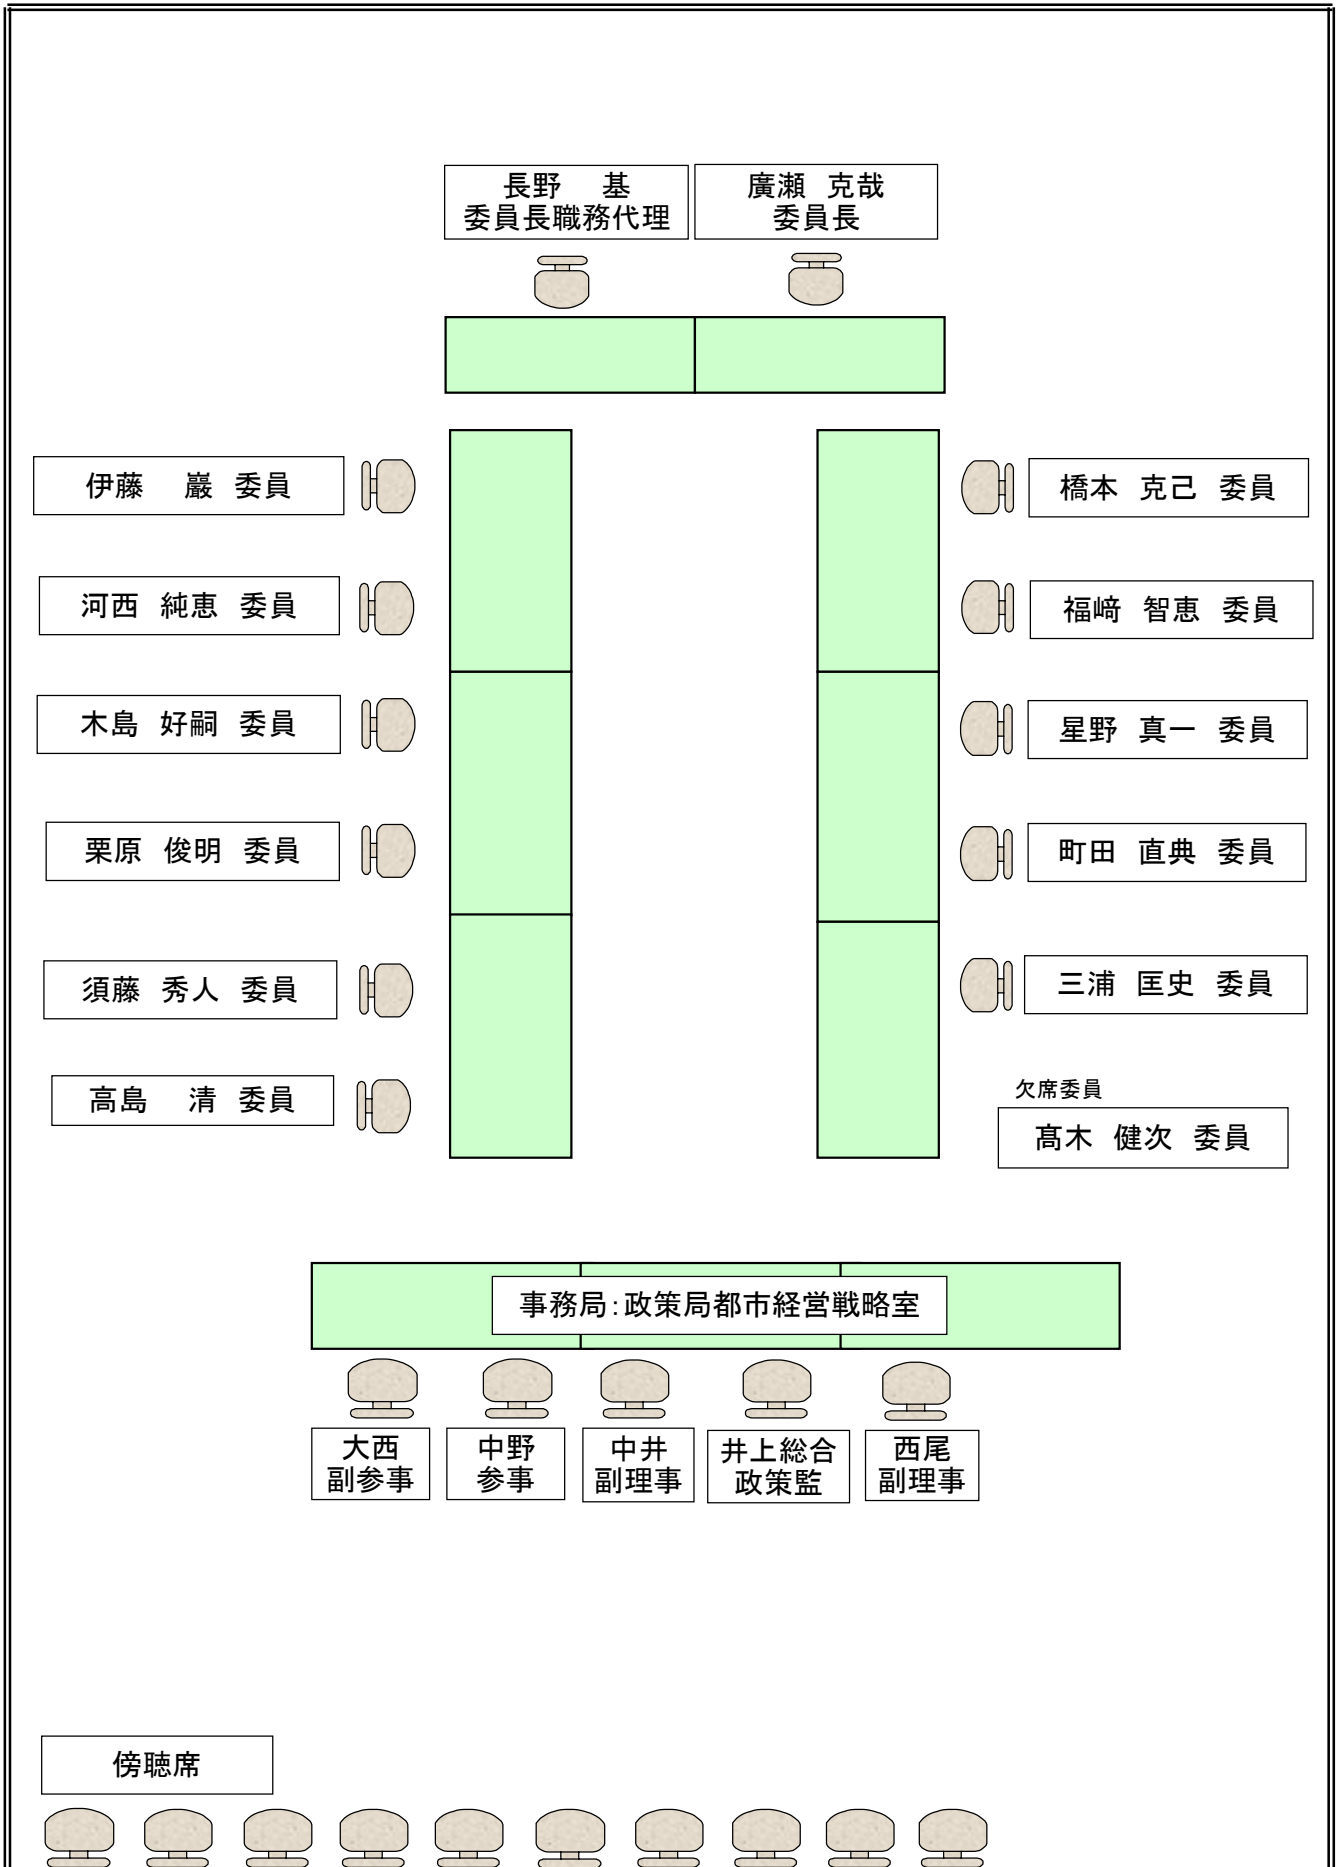 長野　基
委員長職務代理
廣瀬 克哉
委員長
伊藤　巖 委員
橋本 克己 委員
河西 純恵 委員
福﨑 智恵 委員
木島 好嗣 委員
星野 真一 委員
栗原 俊明 委員
町田 直典 委員
須藤 秀人 委員
三浦 匡史 委員
高島　清 委員
欠席委員
髙木 健次 委員
事務局：政策局都市経営戦略室
大西
副参事
中野
参事
中井
副理事
井上総合
政策監
西尾
副理事
傍聴席